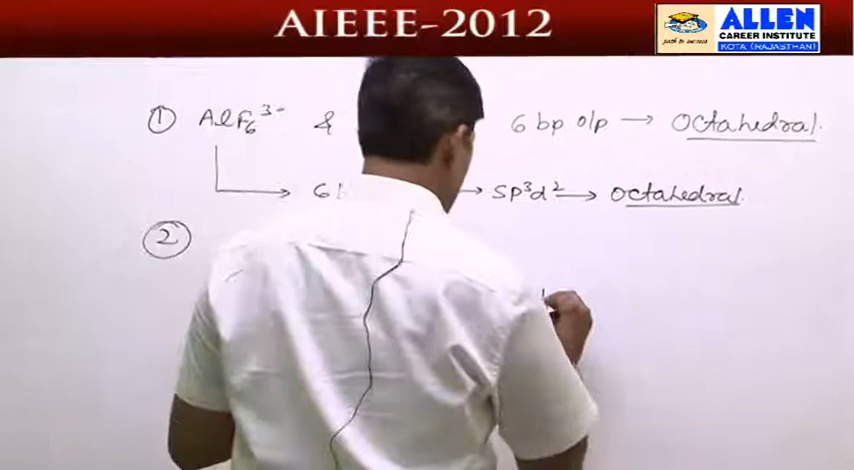 AIEEE-2012
ALLEN
CAREER INSTITUTE
KOTA (RAJASTHAN)
path to success
① AlF₆³⁻ & 6 bp 0lp → Octahedral.
6 → sp³d² → Octahedral.
②